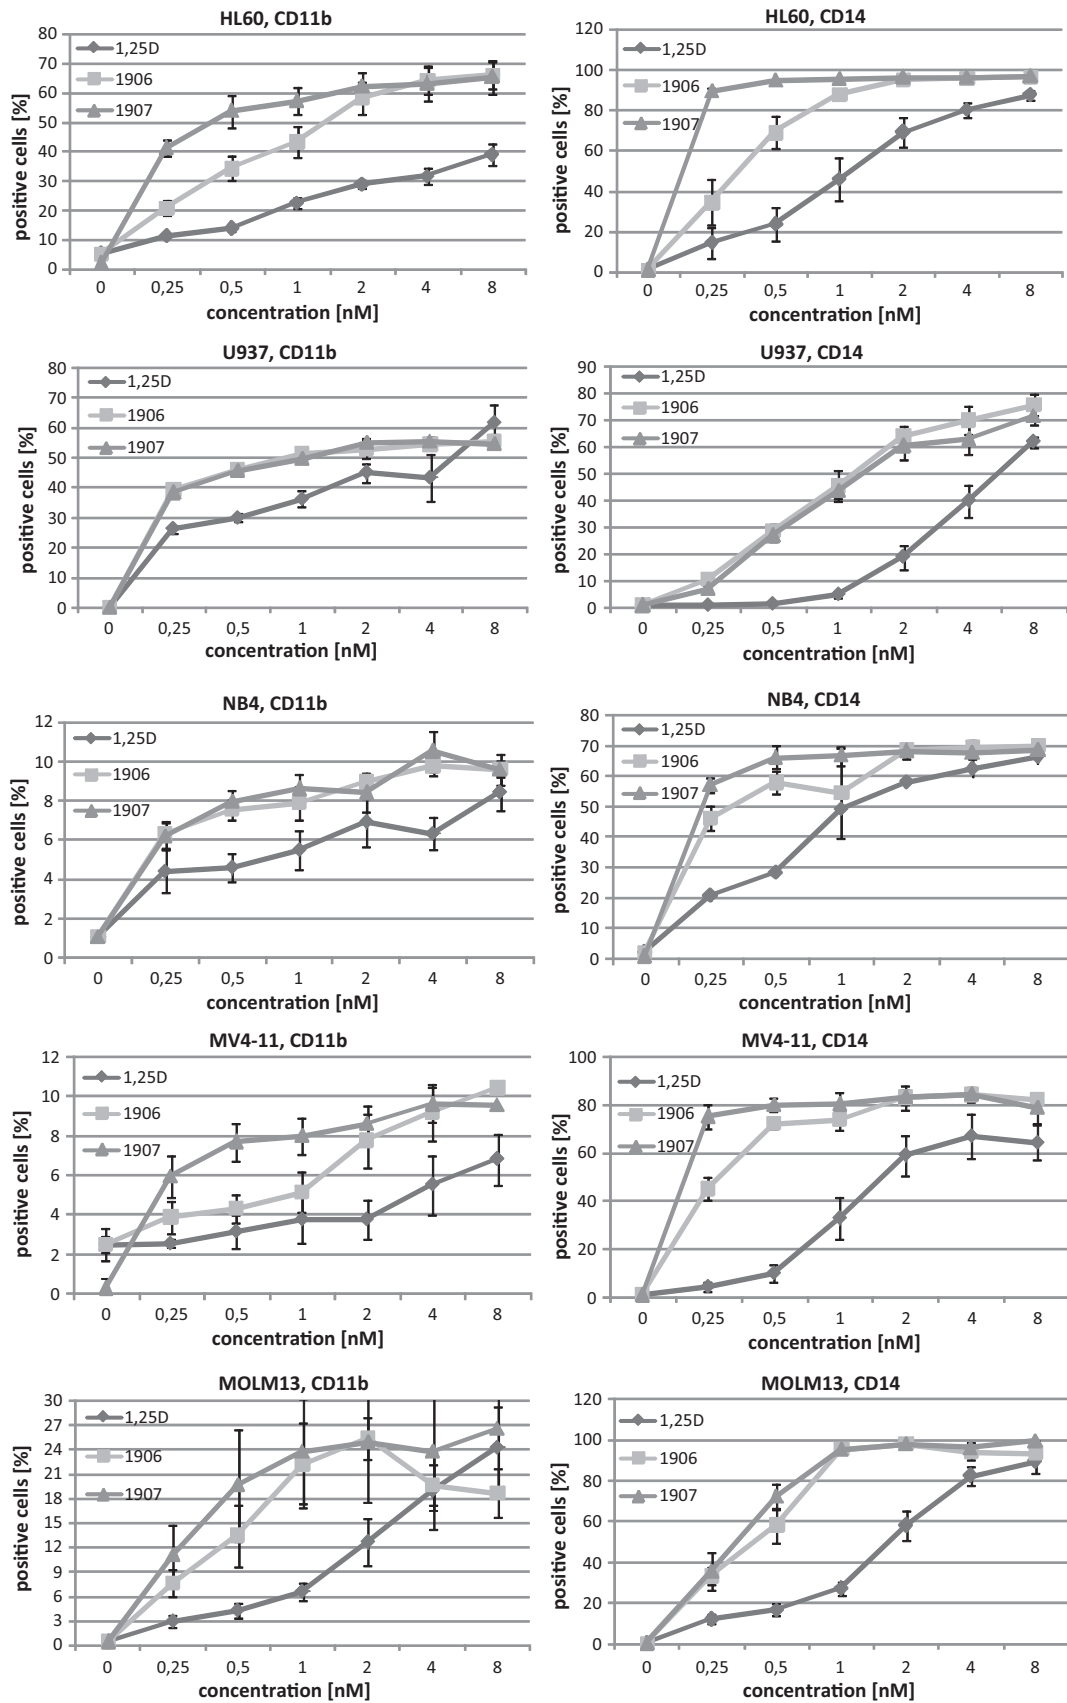 HL60, CD11b
80
70
60
50
40
30
20
10
0
positive cells [%]
1,25D
1906
1907
0 0,25 0,5 1 2 4 8
concentration [nM]
HL60, CD14
120
100
80
60
40
20
0
positive cells [%]
1,25D
1906
1907
0 0,25 0,5 1 2 4 8
concentration [nM]
U937, CD11b
80
70
60
50
40
30
20
10
0
positive cells [%]
1,25D
1906
1907
0 0,25 0,5 1 2 4 8
concentration [nM]
U937, CD14
90
80
70
60
50
40
30
20
10
0
positive cells [%]
1,25D
1906
1907
0 0,25 0,5 1 2 4 8
concentration [nM]
NB4, CD11b
12
10
8
6
4
2
0
positive cells [%]
1,25D
1906
1907
0 0,25 0,5 1 2 4 8
concentration [nM]
NB4, CD14
80
70
60
50
40
30
20
10
0
positive cells [%]
1,25D
1906
1907
0 0,25 0,5 1 2 4 8
concentration [nM]
MV4-11, CD11b
12
10
8
6
4
2
0
positive cells [%]
1,25D
1906
1907
0 0,25 0,5 1 2 4 8
concentration [nM]
MV4-11, CD14
100
80
60
40
20
0
positive cells [%]
1,25D
1906
1907
0 0,25 0,5 1 2 4 8
concentration [nM]
MOLM13, CD11b
30
27
24
21
18
15
12
9
6
3
0
positive cells [%]
1,25D
1906
1907
0 0,25 0,5 1 2 4 8
concentration [nM]
MOLM13, CD14
120
100
80
60
40
20
0
positive cells [%]
1,25D
1906
1907
0 0,25 0,5 1 2 4 8
concentration [nM]